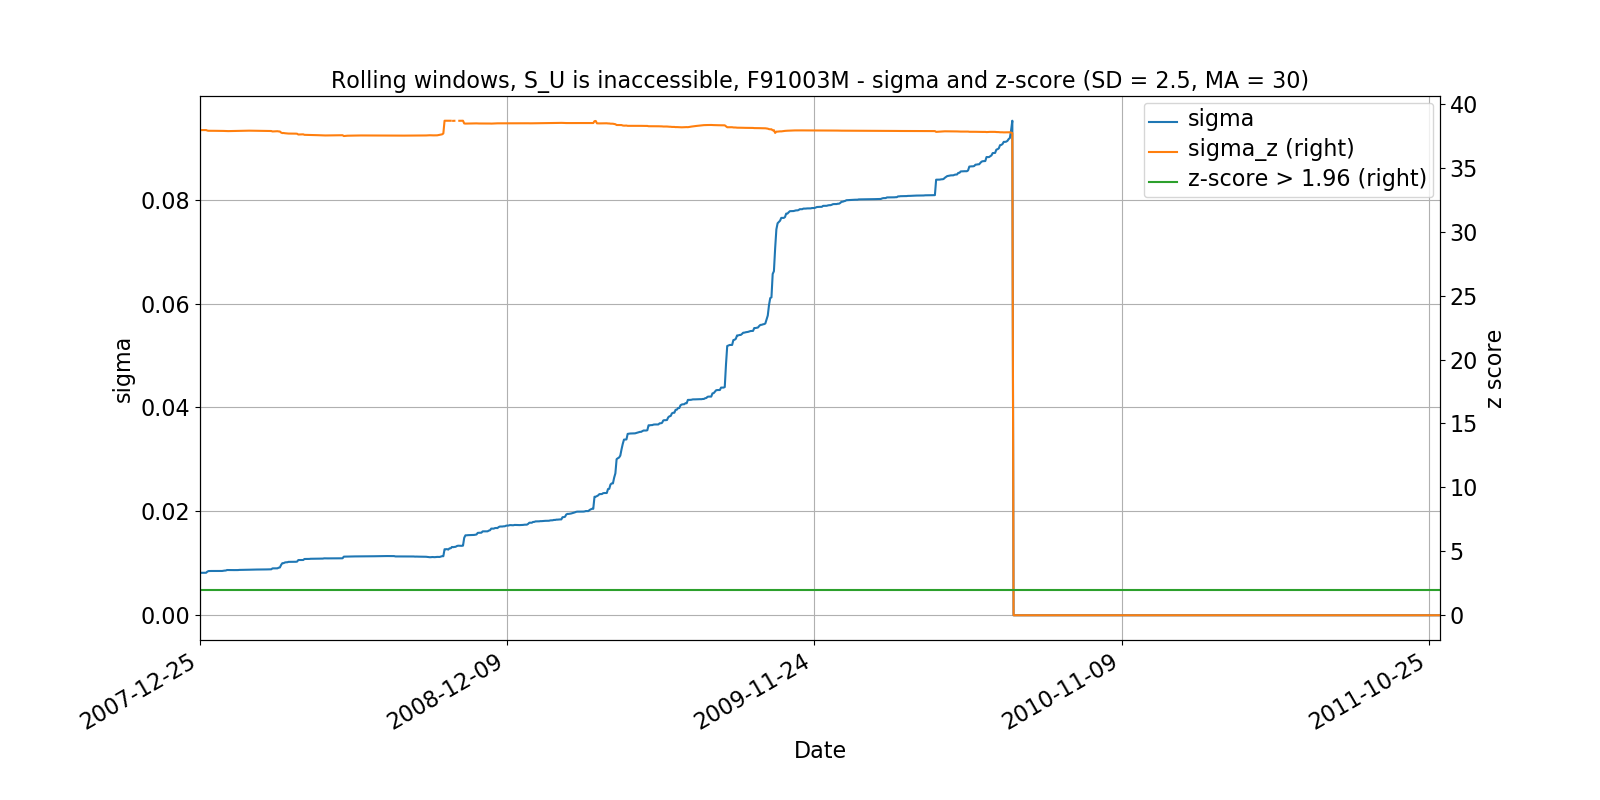 Rolling windows, S_U is inaccessible, F91003M - sigma and z-score (SD = 2.5, MA = 30)
sigma
sigma_z (right)
z-score > 1.96 (right)
0.08
0.06
0.04
0.02
0.00
sigma
40
35
30
25
20
15
10
5
0
z score
2007-12-25
2008-12-09
2009-11-24
2010-11-09
2011-10-25
Date